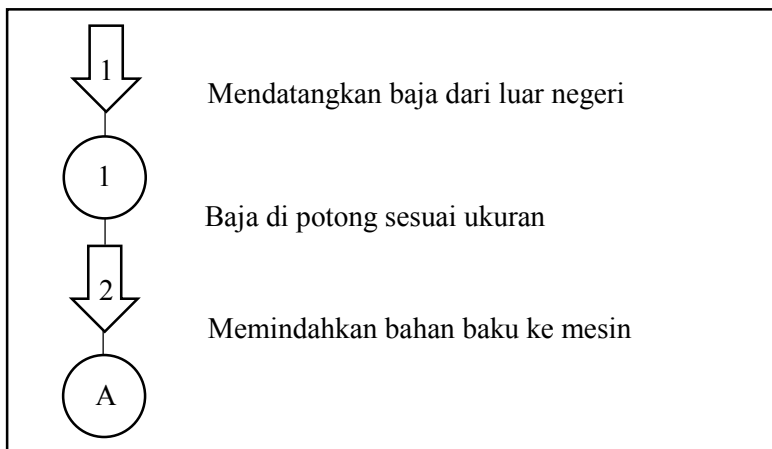 1
Mendatangkan baja dari luar negeri
1
Baja di potong sesuai ukuran
2
Memindahkan bahan baku ke mesin
A